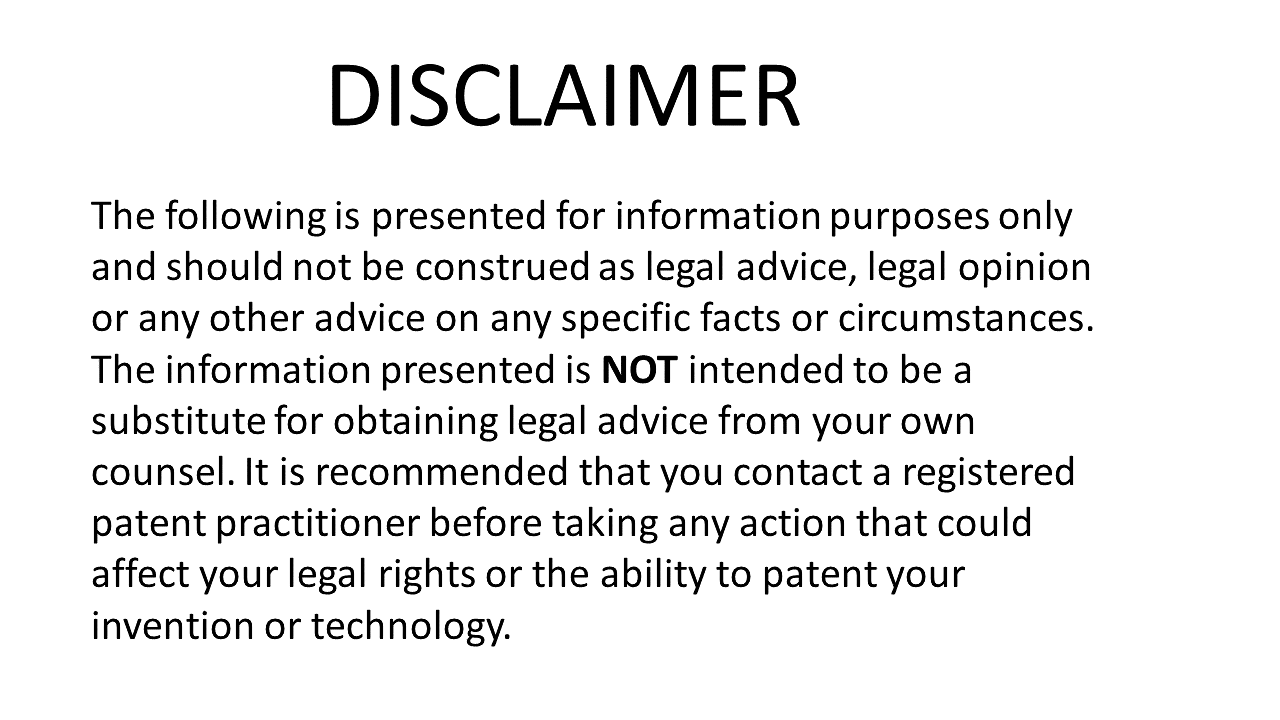 DISCLAIMER
The following is presented for information purposes only
and should not be construed as legal advice, legal opinion
or any other advice on any specific facts or circumstances.
The information presented is NOT intended to be a
substitute for obtaining legal advice from your own
counsel. It is recommended that you contact a registered
patent practitioner before taking any action that could
affect your legal rights or the ability to patent your
invention or technology.